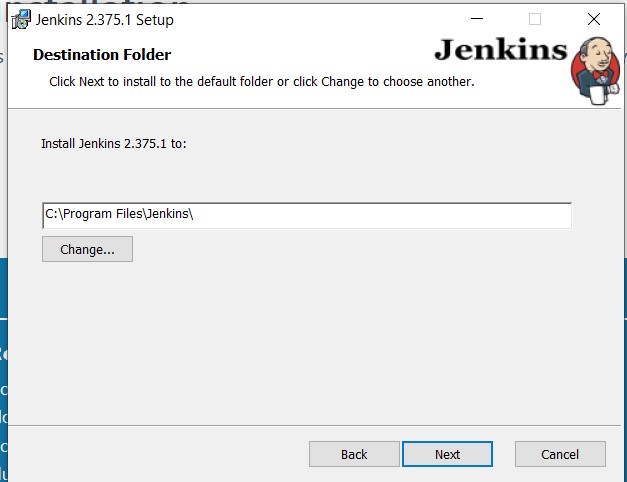 Jenkins 2.375.1 Setup
Destination Folder
Jenkins
Click Next to install to the default folder or click Change to choose another.
Install Jenkins 2.375.1 to:
C:\Program Files\Jenkins\
Change...
Back
Next
Cancel